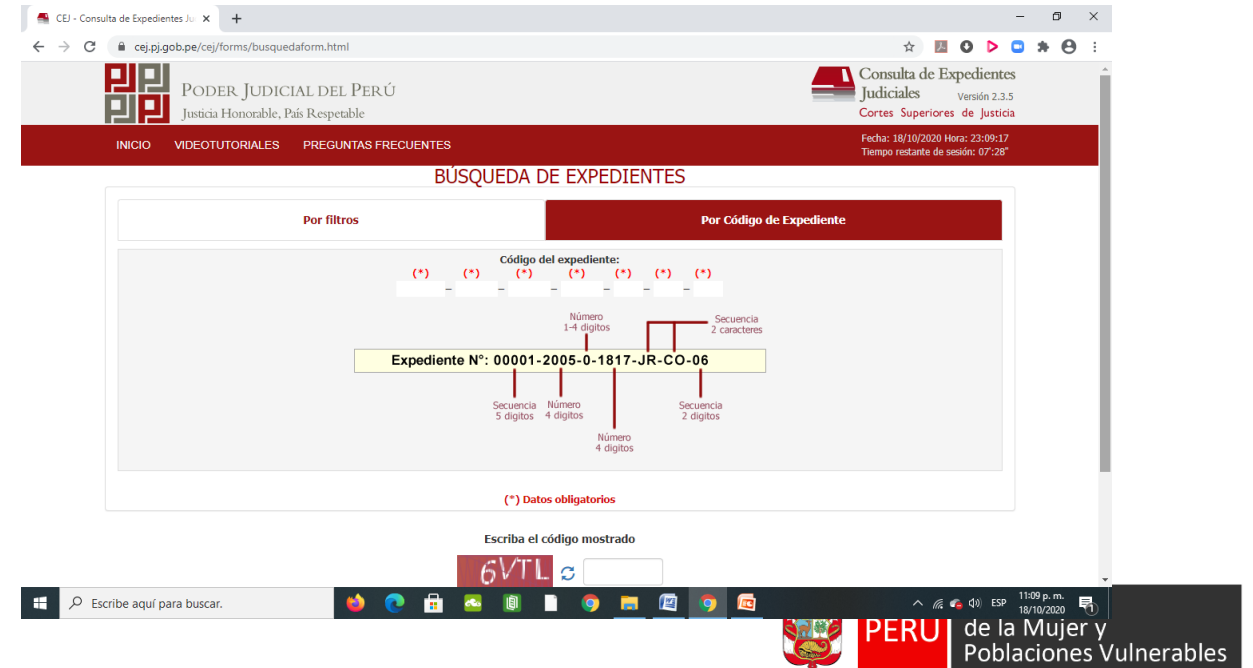 CEJ - Consulta de Expedientes Ju
cej.pj.gob.pe/cej/forms/busquedaform.html
PODER JUDICIAL DEL PERÚ
Justicia Honorable, País Respetable
Consulta de Expedientes
Judiciales Versión 2.3.5
Cortes Superiores de Justicia
INICIO VIDEOTUTORIALES PREGUNTAS FRECUENTES
Fecha: 18/10/2020 Hora: 23:09:17
Tiempo restante de sesión: 07':28"
BÚSQUEDA DE EXPEDIENTES
Por filtros Por Código de Expediente
Código del expediente:
(*) (*) (*) (*) (*) (*) (*)
– – – – – –
Número
1-4 digitos
Secuencia
2 caracteres
Expediente N°: 00001-2005-0-1817-JR-CO-06
Secuencia
5 digitos
Número
4 digitos
Secuencia
2 digitos
Número
4 digitos
(*) Datos obligatorios
Escriba el código mostrado
6VTL
Escribe aquí para buscar.
ESP
11:09 p. m.
18/10/2020
1
PERÚ
de la Mujer y
Poblaciones Vulnerables